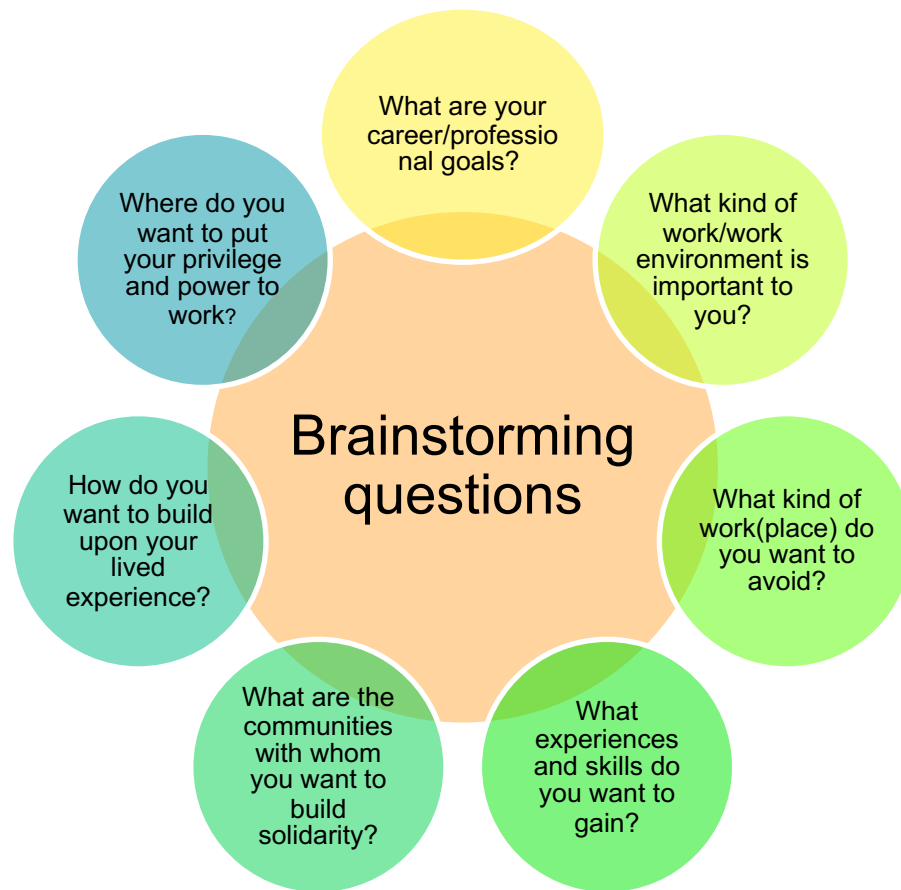 What are your
career/professio
nal goals?
What kind of
work/work
environment is
important to
you?
What kind of
work(place) do
you want to
avoid?
What
experiences
and skills do
you want to
gain?
What are the
communities
with whom
you want to
build
solidarity?
How do you
want to build
upon your
lived
experience?
Where do you
want to put
your privilege
and power to
work?
Brainstorming
questions